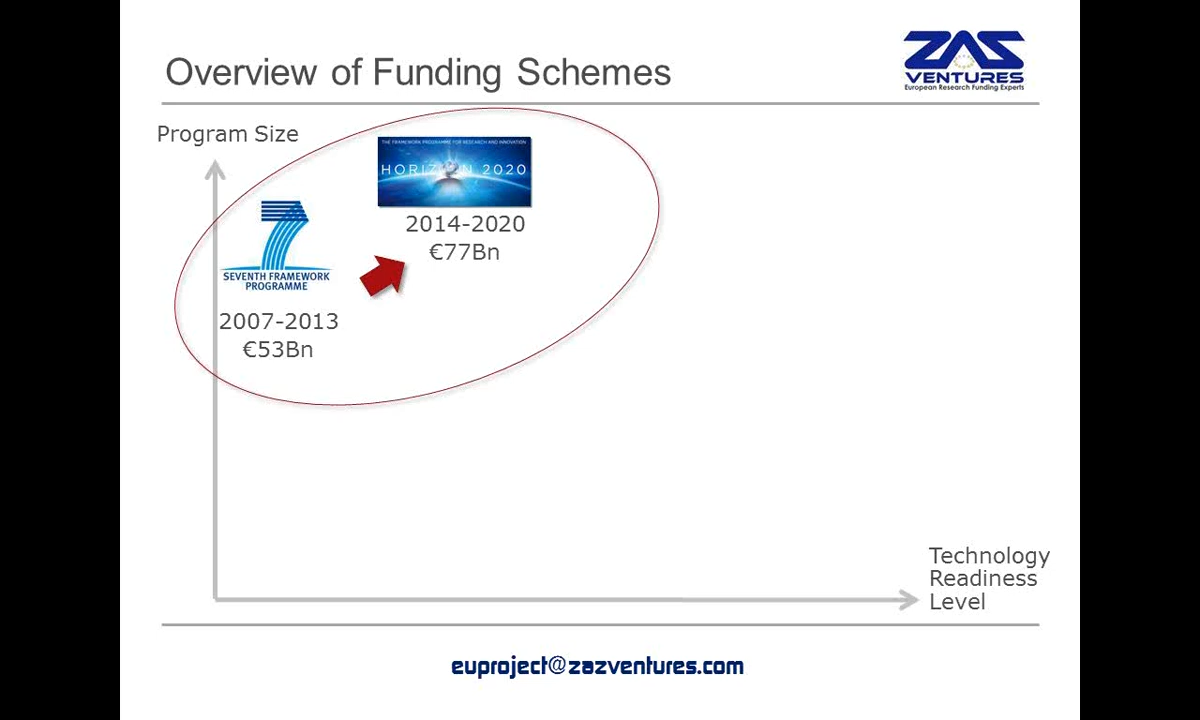 Overview of Funding Schemes
ZAS
VENTURES
European Research Funding Experts
Program Size
THE FRAMEWORK PROGRAMME FOR RESEARCH AND INNOVATION
HORIZON 2020
2014-2020
€77Bn
7
SEVENTH FRAMEWORK
PROGRAMME
2007-2013
€53Bn
Technology
Readiness
Level
euproject@zazventures.com